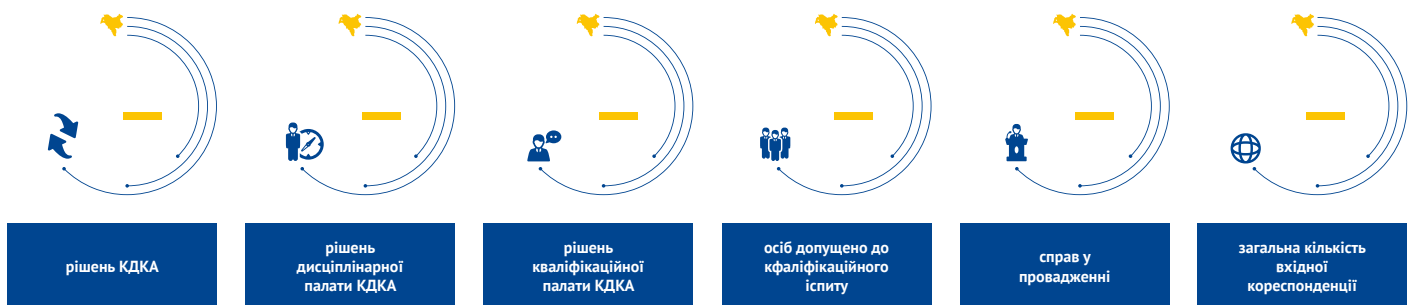 рішень КДКА
рішень
дисціплінарної
палати КДКА
рішень
кваліфікаційної
палати КДКА
осіб допущено до
кфаліфікаційного
іспиту
справ у
провадженні
загальна кількість
вхідної
кореспонденції